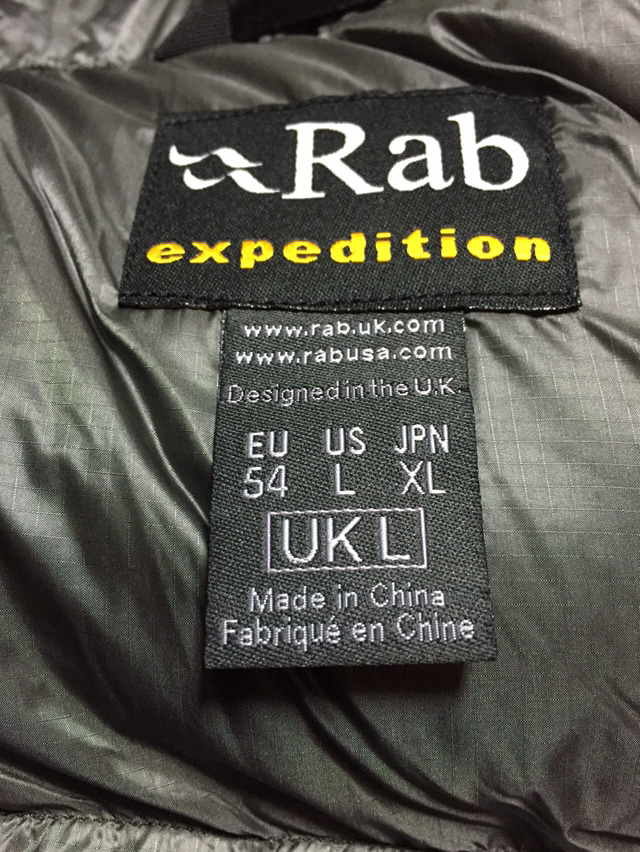 Rab
expedition
www.rab.uk.com
www.rabusa.com
Designed in the U.K.
EU US JPN
54 L XL
UK L
Made in China
Fabriqué en Chine